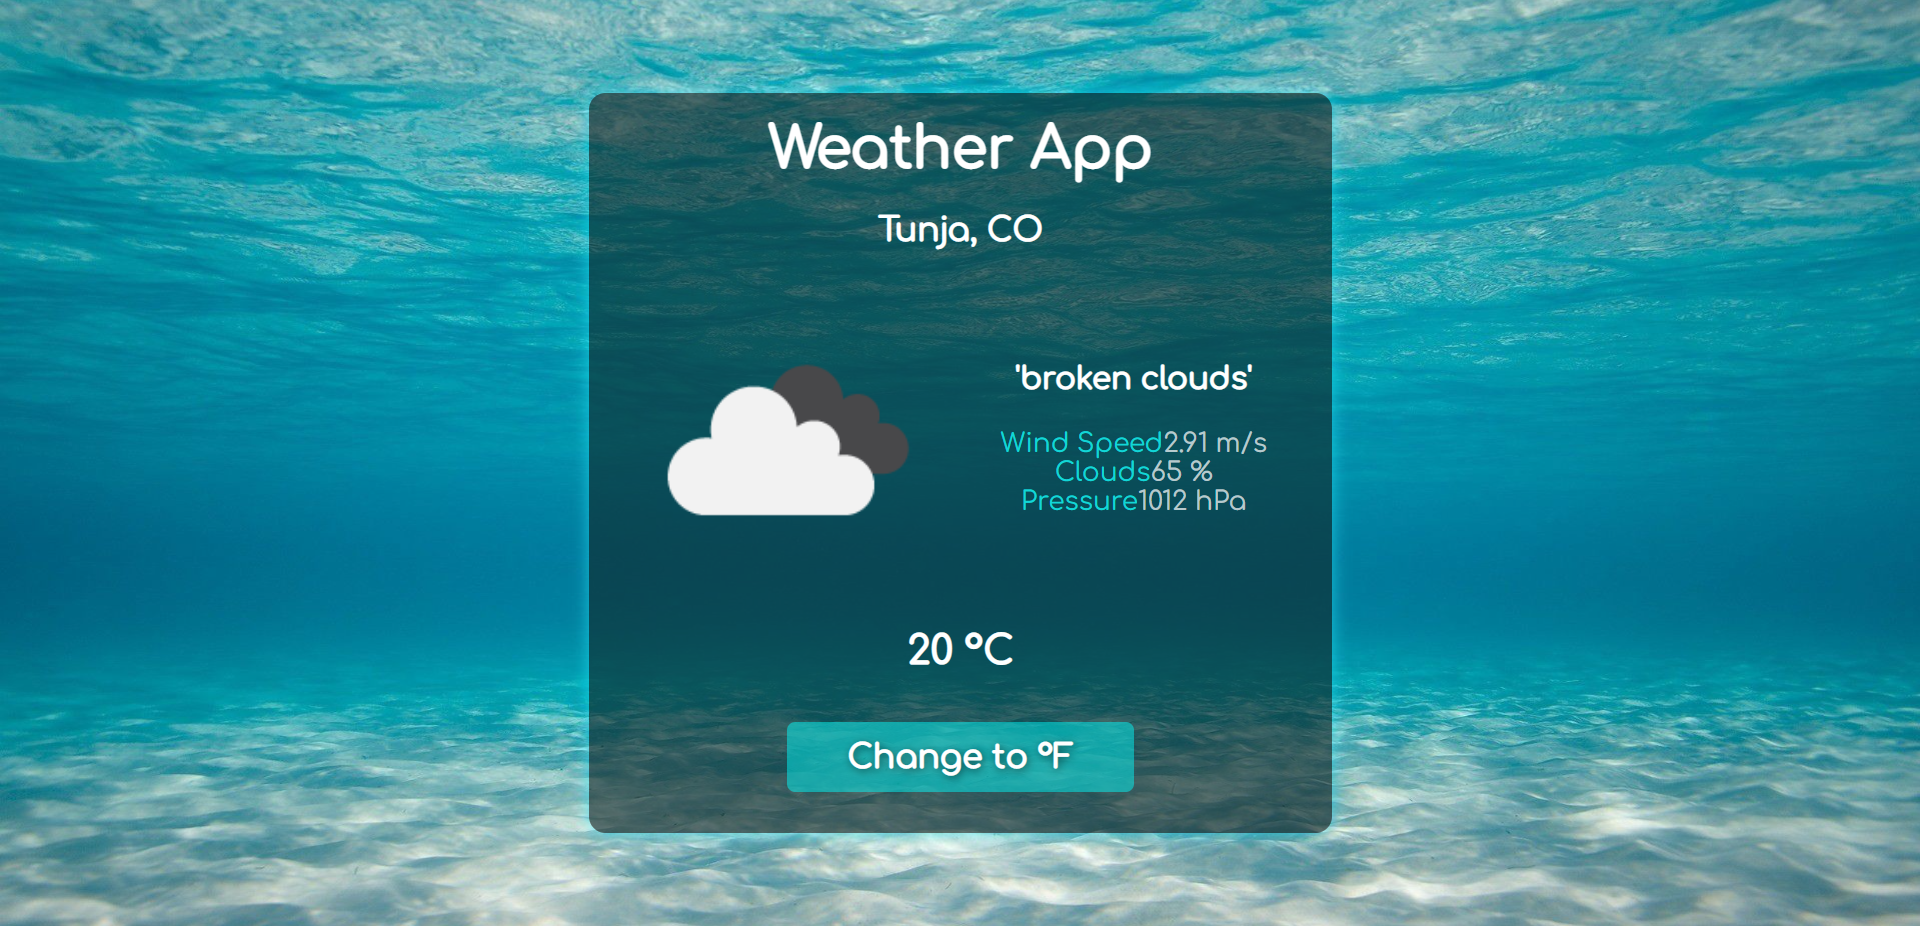 Weather App
Tunja, CO
'broken clouds'
Wind Speed2.91 m/s
Clouds65 %
Pressure1012 hPa
20 °C
Change to °F